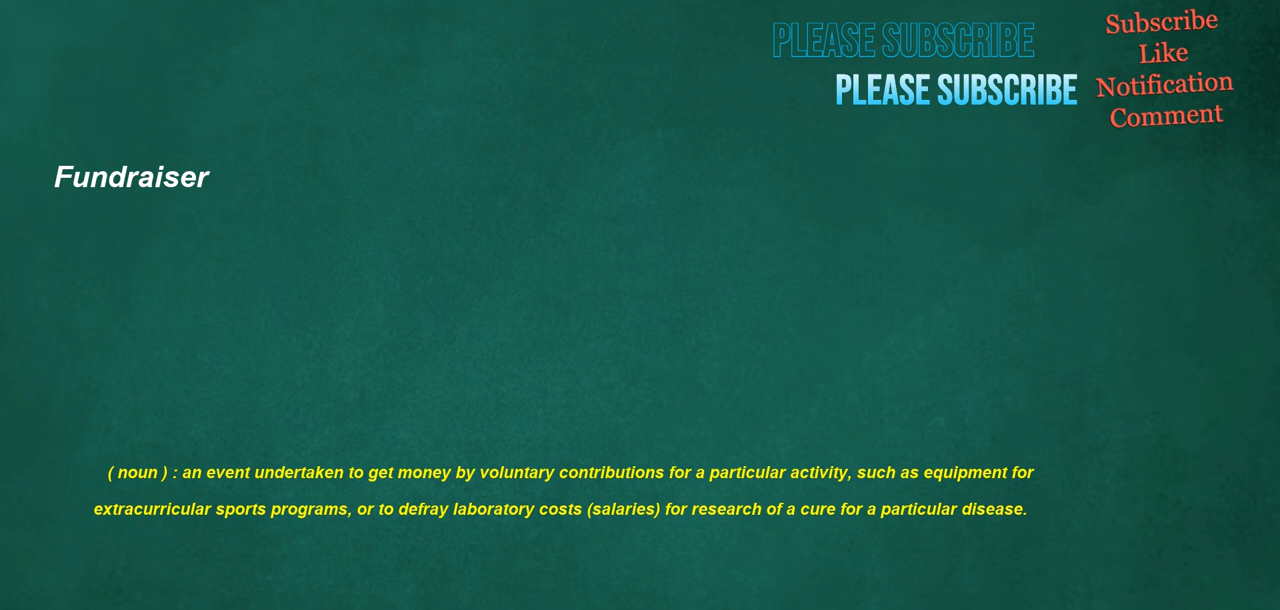 PLEASE SUBSCRIBE
PLEASE SUBSCRIBE
Subscribe
Like
Notification
Comment
Fundraiser
( noun ) : an event undertaken to get money by voluntary contributions for a particular activity, such as equipment for
extracurricular sports programs, or to defray laboratory costs (salaries) for research of a cure for a particular disease.